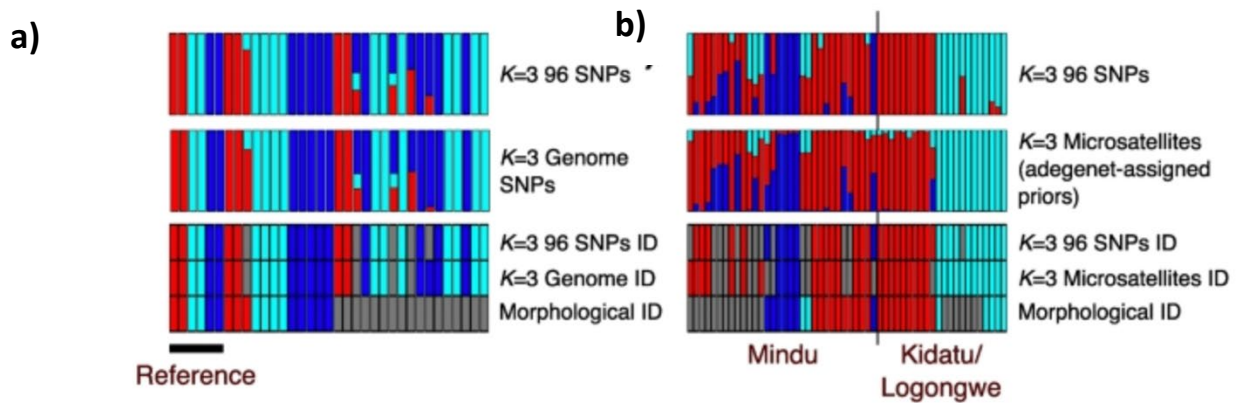 a)
K=3 96 SNPs
K=3 Genome
SNPs
K=3 96 SNPs ID
K=3 Genome ID
Morphological ID
Reference
b)
K=3 96 SNPs
K=3 Microsatellites
(adegenet-assigned
priors)
K=3 96 SNPs ID
K=3 Microsatellites ID
Morphological ID
Mindu
Kidatu/
Logongwe